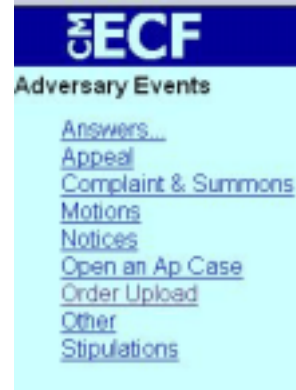 CM ECF
Adversary Events
Answers...
Appeal
Complaint & Summons
Motions
Notices
Open an Ap Case
Order Upload
Other
Stipulations